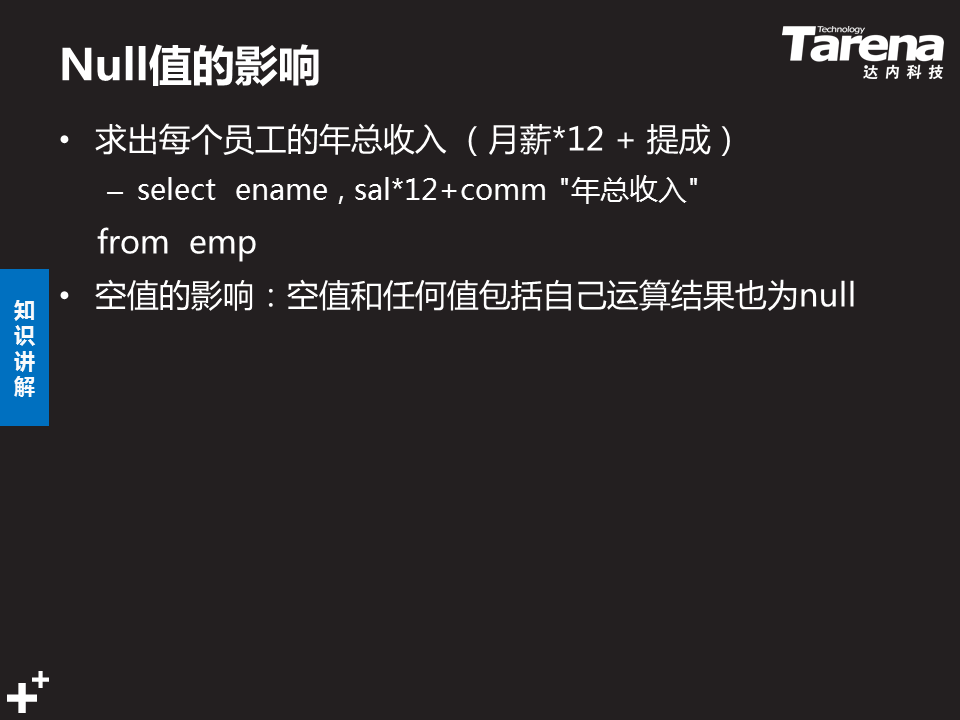 Null值的影响
Technology
Tarena
达内科技
• 求出每个员工的年总收入 （月薪*12 + 提成）
– select ename , sal*12+comm "年总收入"
from emp
• 空值的影响：空值和任何值包括自己运算结果也为null
知识讲解